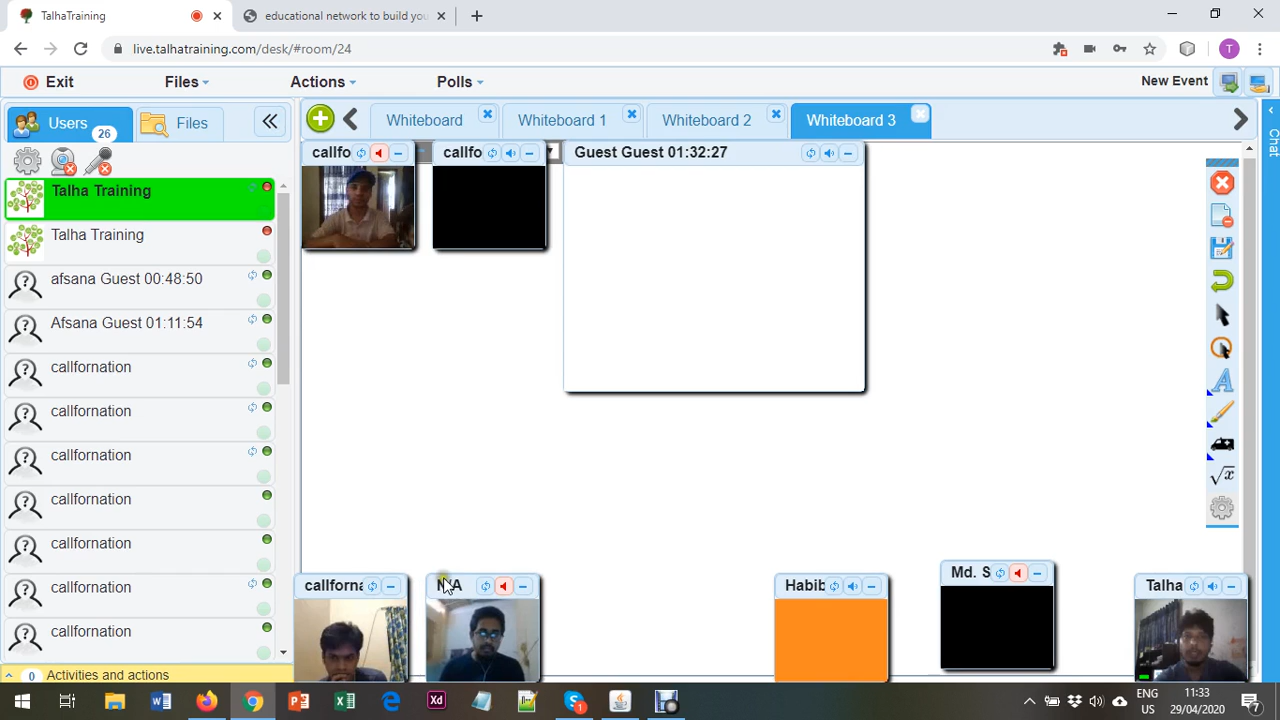 TalhaTraining
educational network to build you
live.talhatraining.com/desk/#room/24
T
Exit
Files
Actions
Polls
New Event
Users
26
Files
Whiteboard
Whiteboard 1
Whiteboard 2
Whiteboard 3
Chat
callfo
callfo
Guest Guest 01:32:27
Talha Training
Talha Training
afsana Guest 00:48:50
Afsana Guest 01:11:54
callfornation
callfornation
callfornation
callfornation
callfornation
callfornation
callfornation
A
√x
callforna
Habib
Md. S
Talha
0 Activities and actions
ENG
US
11:33
29/04/2020
7